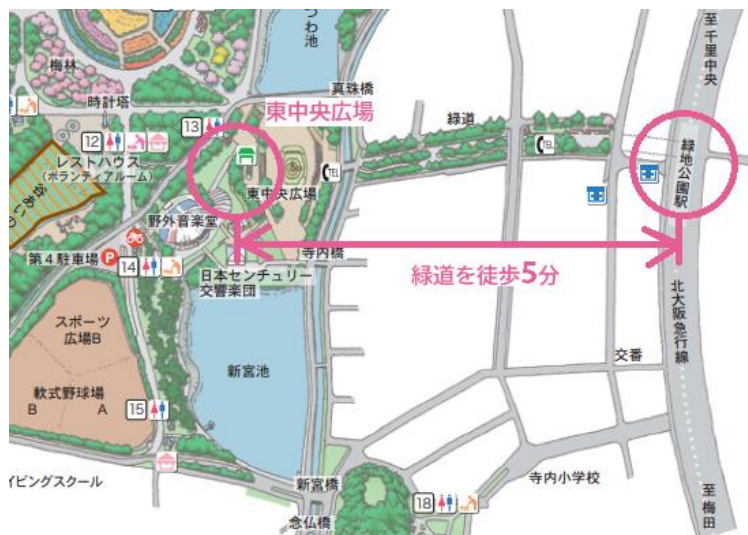 至千里中央
つわ池
梅林
真珠橋
時計塔
東中央広場
緑道
13
12
レストハウス
(ボランティアルーム)
TEL
TEL
緑地公園駅
東中央広場
野外音楽堂
第4駐車場
P
14
寺内橋
日本センチュリー
交響楽団
緑道を徒歩5分
スポーツ
広場B
新宮池
北大阪急行線
交番
軟式野球場
B A
15
イビングスクール
新宮橋
寺内小学校
18
念仏橋
至梅田